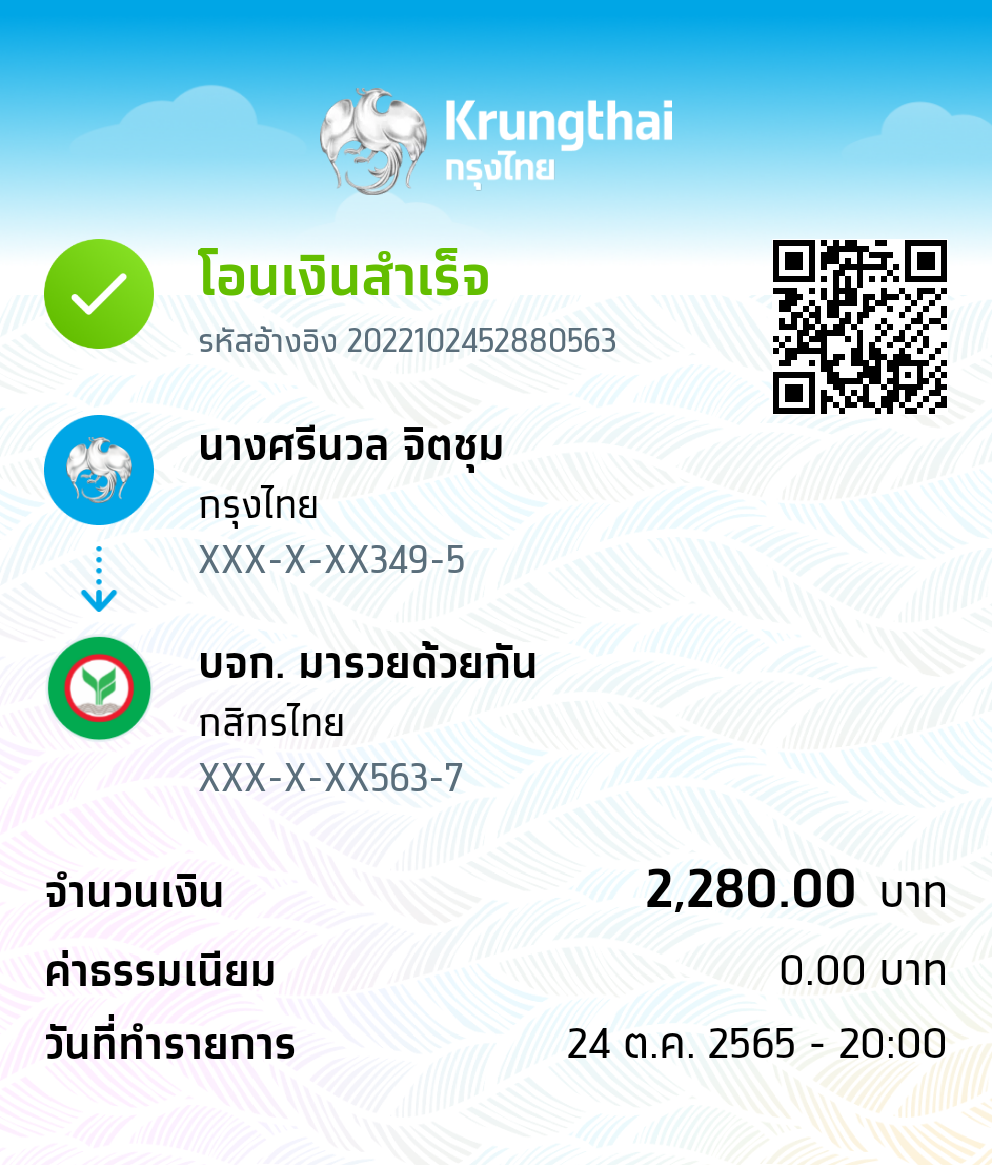 Krungthai
กรุงไทย
โอนเงินสำเร็จ
รหัสอ้างอิง 2022102452880563
นางศรีนวล จิตชุม
กรุงไทย
XXX-X-XX349-5
บจก. มารวยด้วยกัน
กสิกรไทย
XXX-X-XX563-7
จำนวนเงิน 2,280.00 บาท
ค่าธรรมเนียม 0.00 บาท
วันที่ทำรายการ 24 ต.ค. 2565 - 20:00